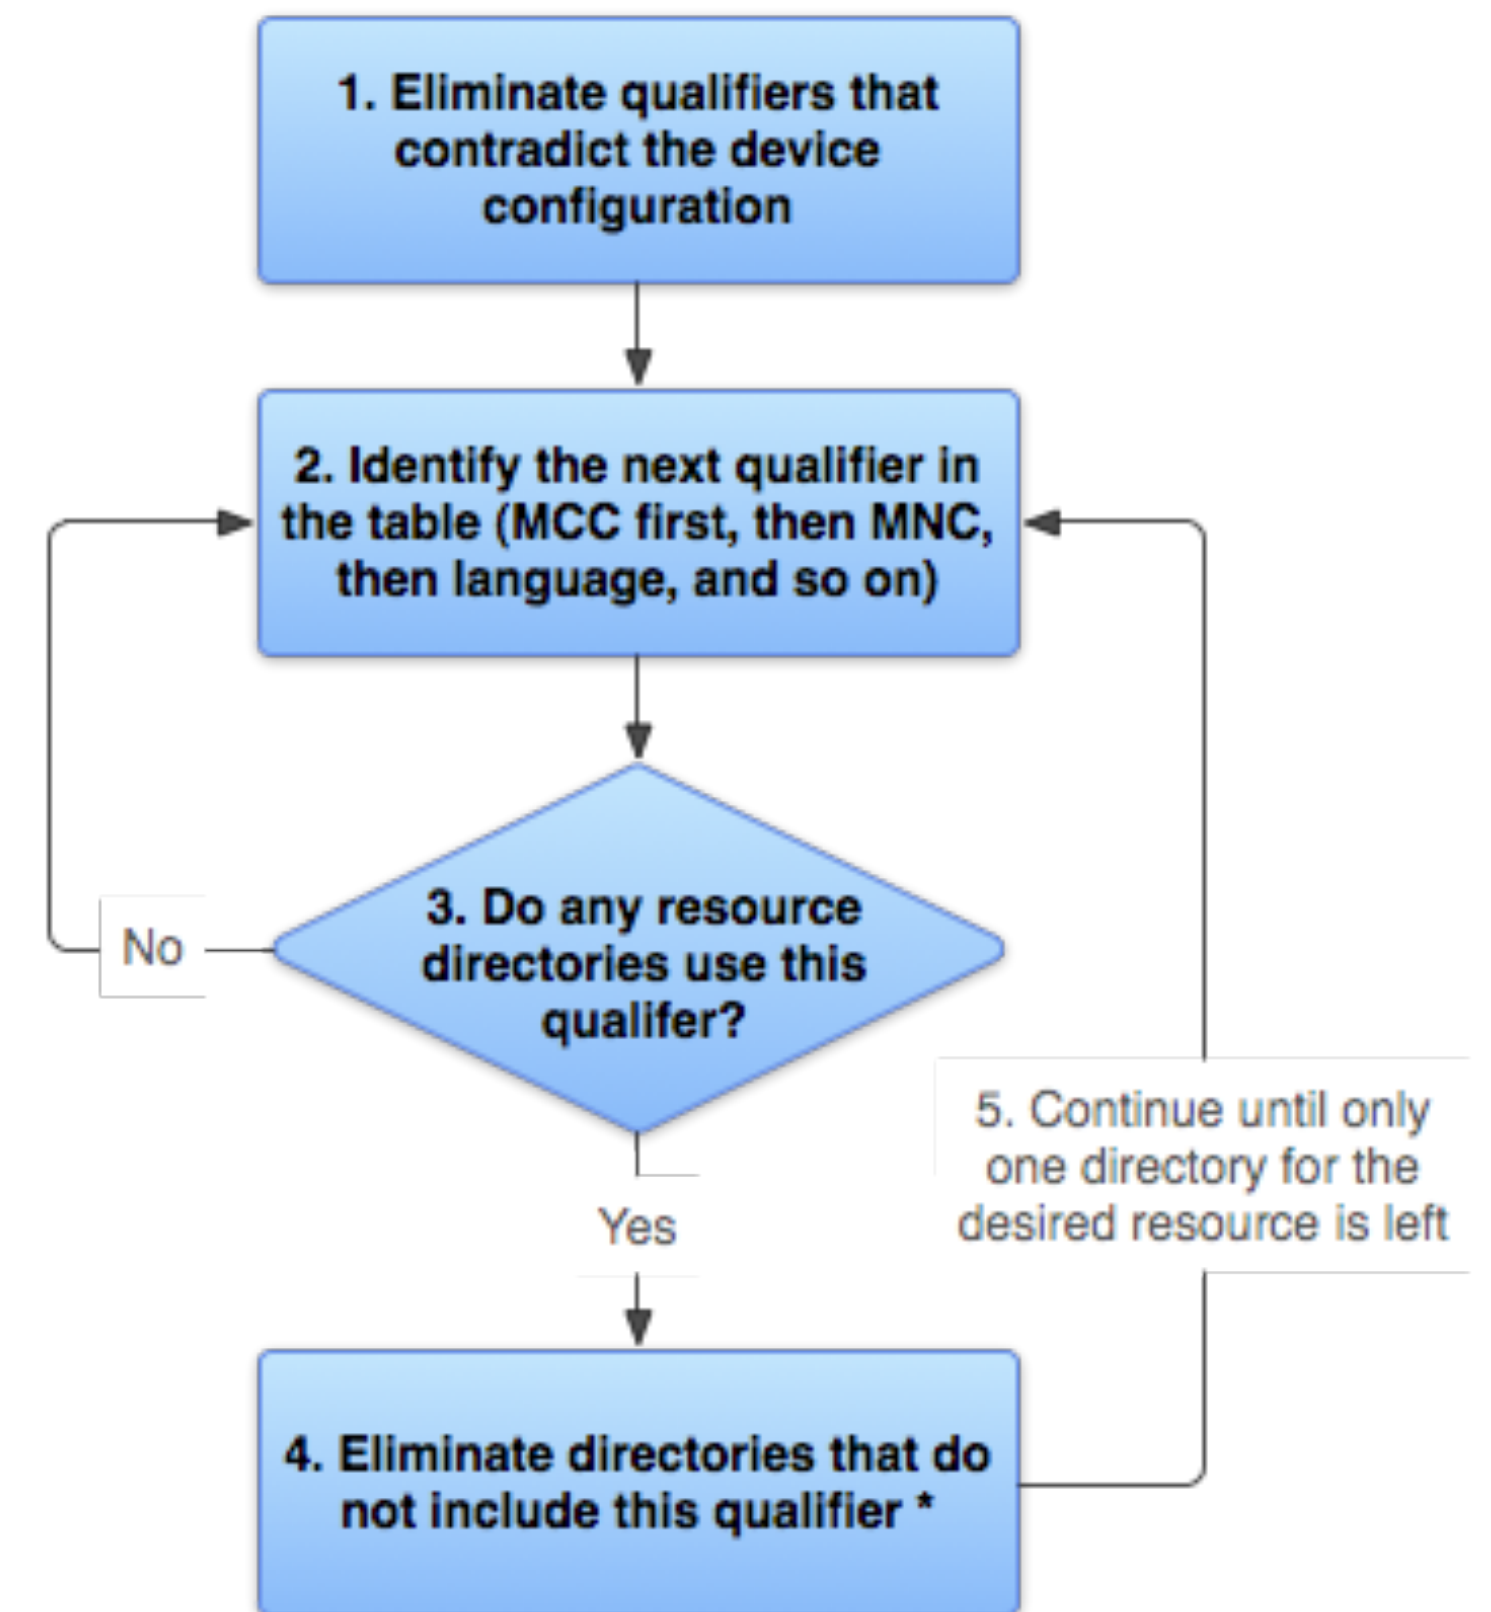 1. Eliminate qualifiers that
contradict the device
configuration
2. Identify the next qualifier in
the table (MCC first, then MNC,
then language, and so on)
3. Do any resource
directories use this
qualifer?
No
Yes
5. Continue until only
one directory for the
desired resource is left
4. Eliminate directories that do
not include this qualifier *